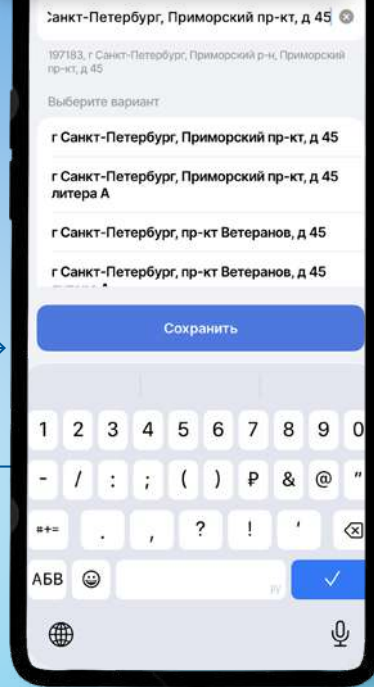 Санкт-Петербург, Приморский пр-кт, д 45
197183, г Санкт-Петербург, Приморский р-н, Приморский
пр-кт, д 45
Выберите вариант
г Санкт-Петербург, Приморский пр-кт, д 45
г Санкт-Петербург, Приморский пр-кт, д 45
литера А
г Санкт-Петербург, пр-кт Ветеранов, д 45
г Санкт-Петербург, пр-кт Ветеранов, д 45
Сохранить
1 2 3 4 5 6 7 8 9 0
- / : ; ( ) ₽ & @ "
#+= . , ? ! '
АБВ РУ